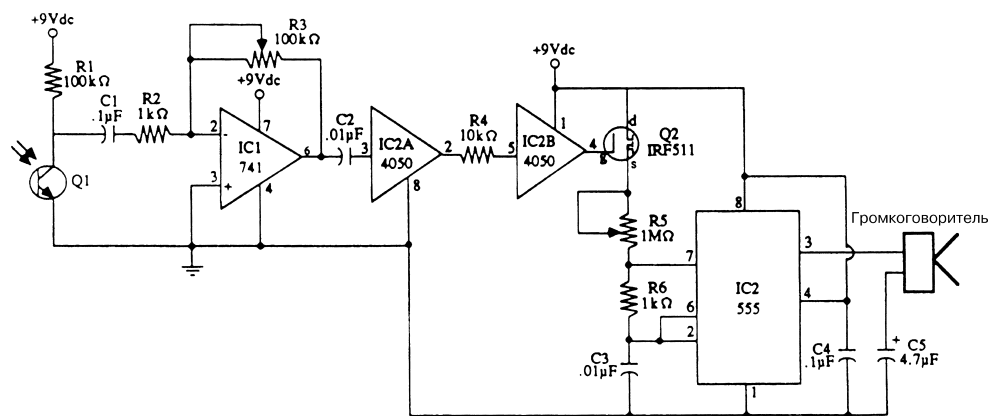 +9Vdc
R1
100kΩ
C1
.1μF
R2
1kΩ
R3
100kΩ
+9Vdc
2
-
7
IC1
741
6
3
+
4
Q1
C2
.01μF
3
IC2A
4050
2
8
R4
10kΩ
5
IC2B
4050
+9Vdc
1
4
d
g
s
Q2
IRF511
R5
1MΩ
7
R6
1kΩ
6
2
C3
.01μF
8
IC2
555
3
4
1
Громкоговоритель
C4
.1μF
+
C5
4.7μF